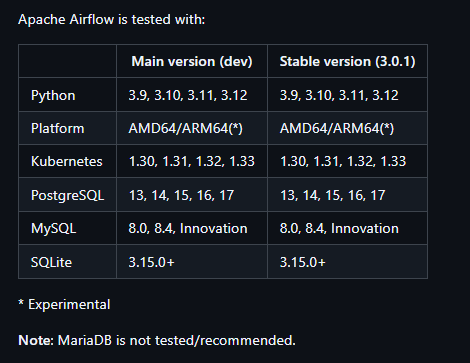 Apache Airflow is tested with:
Main version (dev) Stable version (3.0.1)
Python 3.9, 3.10, 3.11, 3.12 3.9, 3.10, 3.11, 3.12
Platform AMD64/ARM64(*) AMD64/ARM64(*)
Kubernetes 1.30, 1.31, 1.32, 1.33 1.30, 1.31, 1.32, 1.33
PostgreSQL 13, 14, 15, 16, 17 13, 14, 15, 16, 17
MySQL 8.0, 8.4, Innovation 8.0, 8.4, Innovation
SQLite 3.15.0+ 3.15.0+
* Experimental
Note: MariaDB is not tested/recommended.